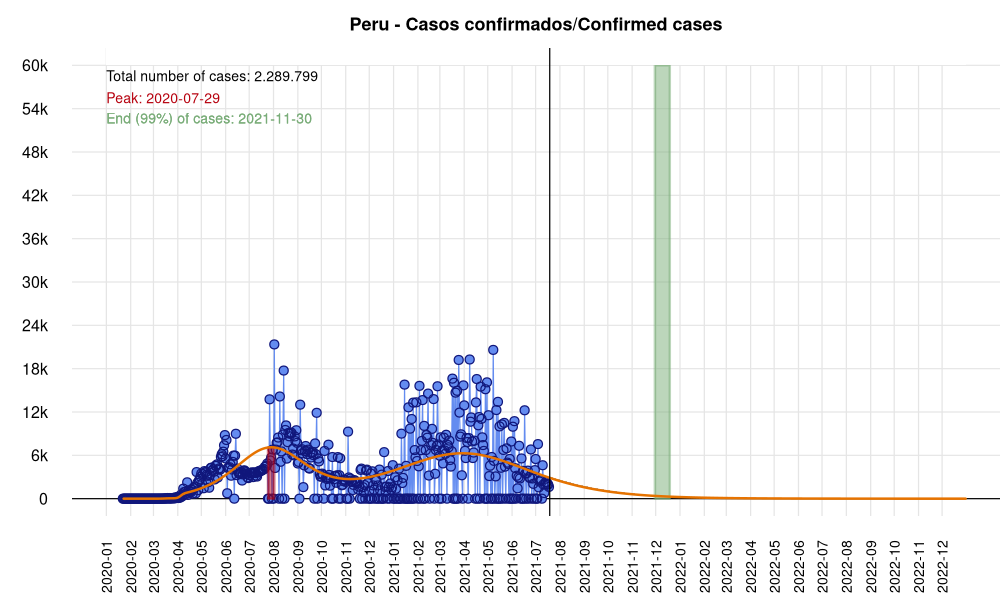 Peru - Casos confirmados/Confirmed cases
60k
Total number of cases: 2.289.799
Peak: 2020-07-29
54k
End (99%) of cases: 2021-11-30
48k
42k
36k
30k
24k
18k
12k
6k
0
2020-01
2020-02
2020-03
2020-04
2020-05
2020-06
2020-07
2020-08
2020-09
2020-10
2020-11
2020-12
2021-01
2021-02
2021-03
2021-04
2021-05
2021-06
2021-07
2021-08
2021-09
2021-10
2021-11
2021-12
2022-01
2022-02
2022-03
2022-04
2022-05
2022-06
2022-07
2022-08
2022-09
2022-10
2022-11
2022-12